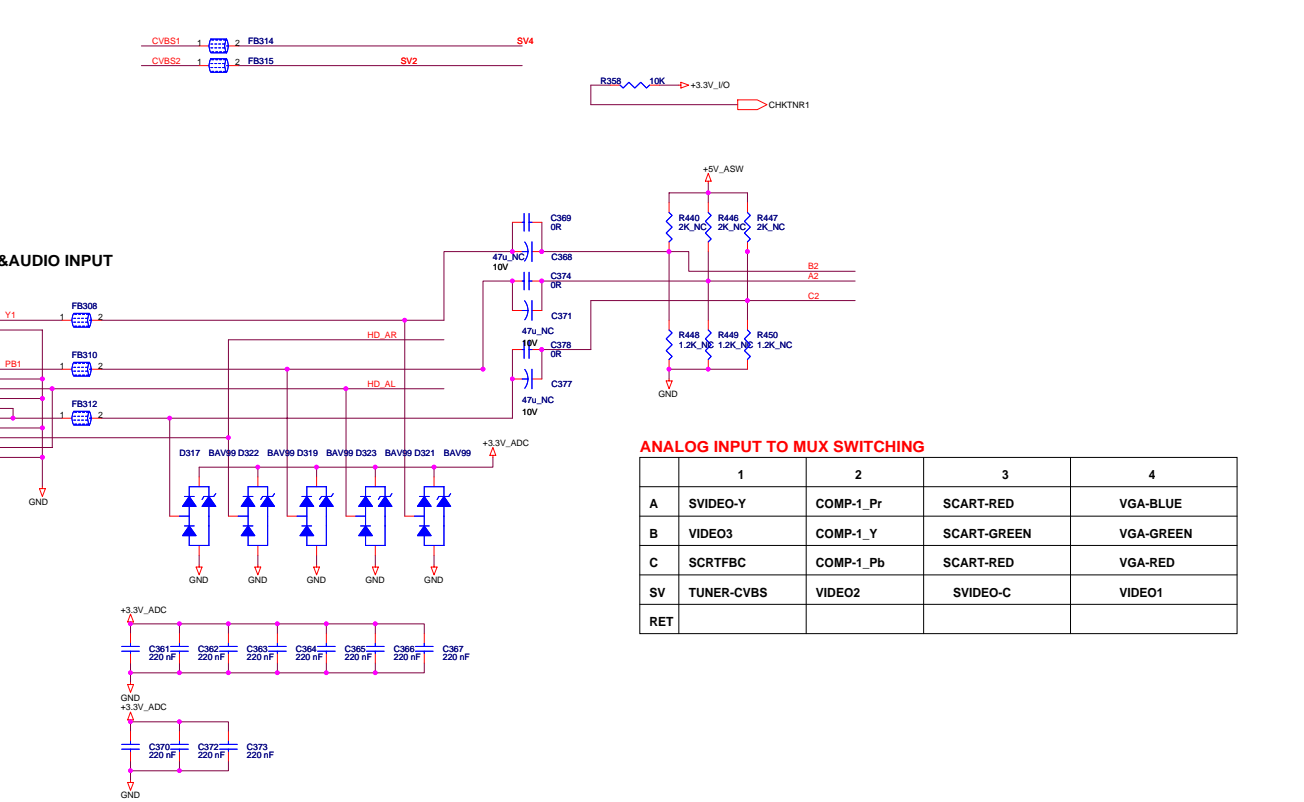 CVBS1 1 2 FB314 SV4
CVBS2 1 2 FB315 SV2
R358 10K +3.3V_I/O
CHKTNR1
+5V_ASW
C369
0R
R440
2K_NC
R446
2K_NC
R447
2K_NC
&AUDIO INPUT
47u_NC
10V
C368
C374
0R
B2
A2
C2
Y1 1 FB308 2
C371
47u_NC
10V
HD_AR
C378
0R
R448
1.2K_NC
R449
1.2K_NC
R450
1.2K_NC
PB1 1 FB310 2
HD_AL
C377
47u_NC
10V
GND
1 FB312 2
+3.3V_ADC
D317 BAV99 D322 BAV99 D319 BAV99 D323 BAV99 D321 BAV99
GND
GND GND GND GND GND
ANALOG INPUT TO MUX SWITCHING
1 2 3 4
A SVIDEO-Y COMP-1_Pr SCART-RED VGA-BLUE
B VIDEO3 COMP-1_Y SCART-GREEN VGA-GREEN
C SCRTFBC COMP-1_Pb SCART-RED VGA-RED
SV TUNER-CVBS VIDEO2 SVIDEO-C VIDEO1
RET
+3.3V_ADC
C361 C362 C363 C364 C365 C366 C367
220 nF 220 nF 220 nF 220 nF 220 nF 220 nF 220 nF
GND
+3.3V_ADC
C370 C372 C373
220 nF 220 nF 220 nF
GND